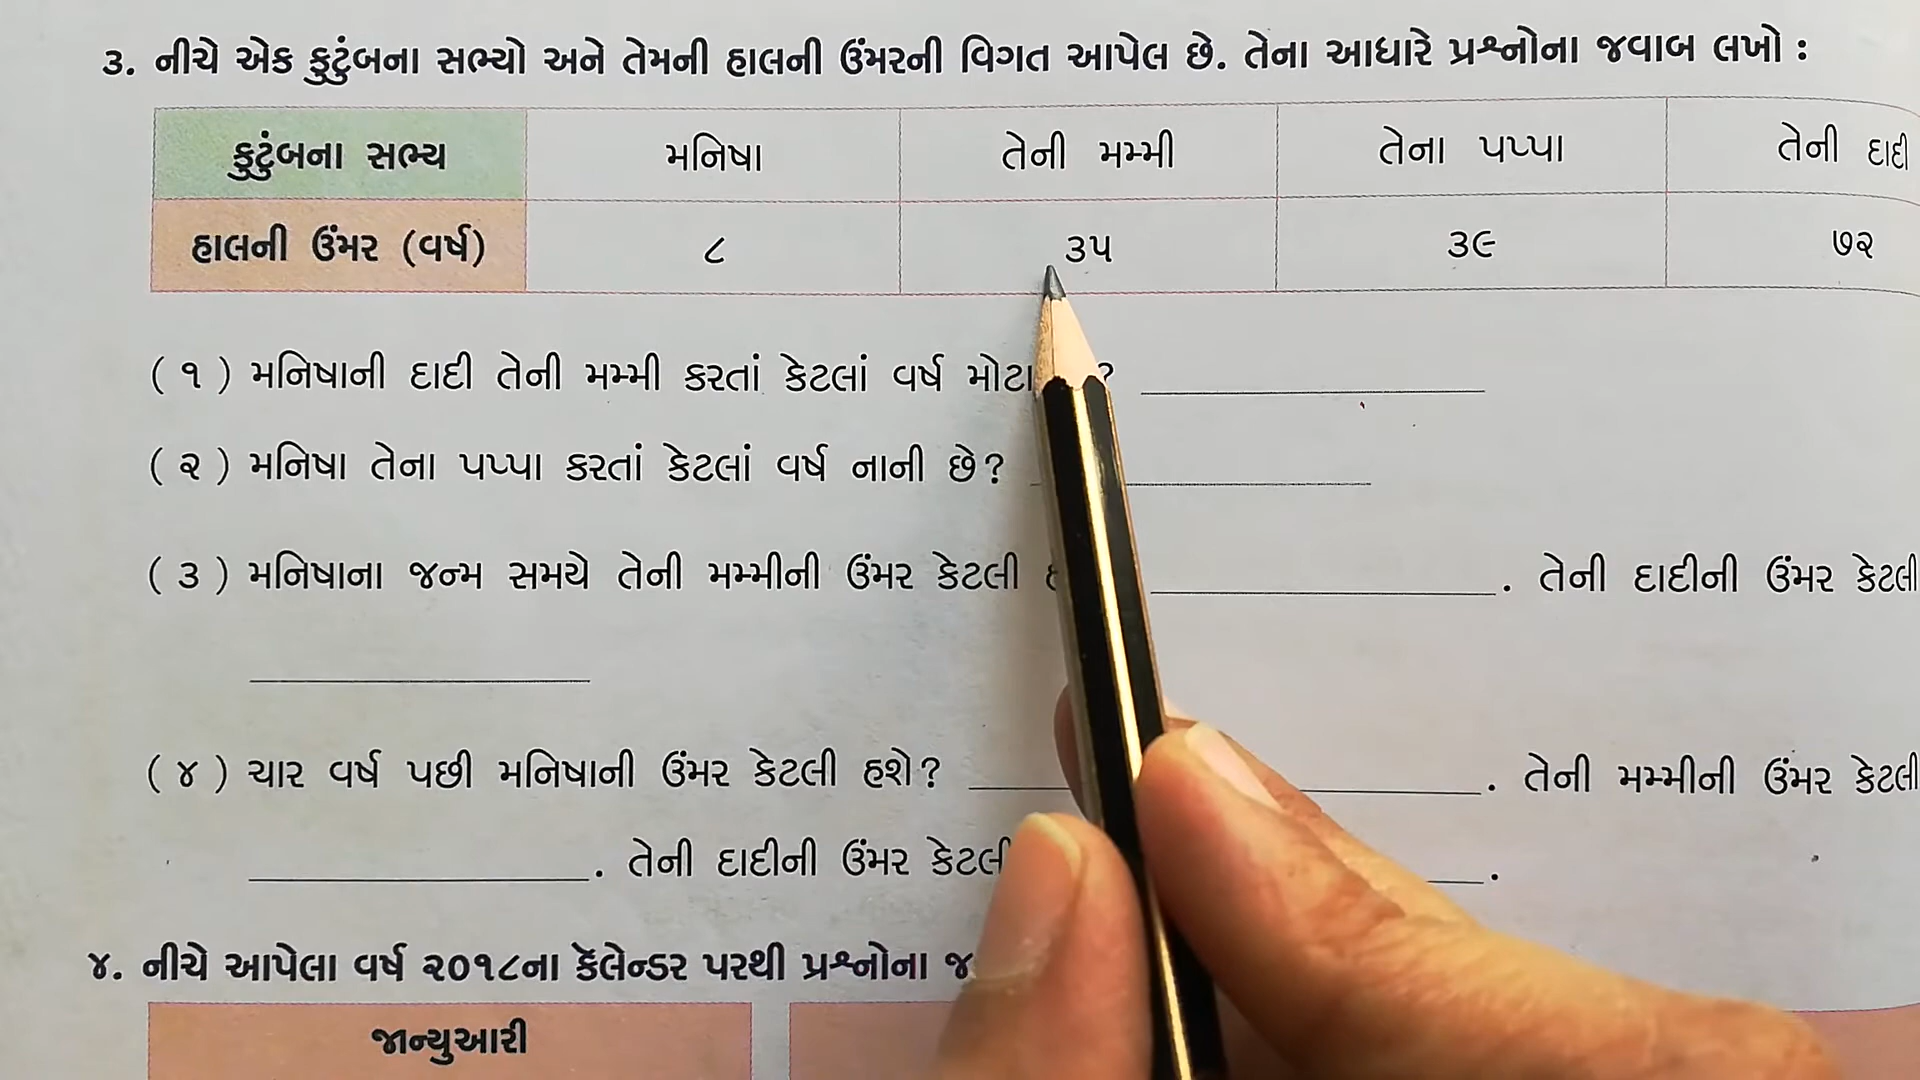 ૩. નીચે એક કુટુંબના સભ્યો અને તેમની હાલની ઉંમરની વિગત આપેલ છે. તેના આધારે પ્રશ્નોના જવાબ લખો :
કુટુંબના સભ્ય મનિષા તેની મમ્મી તેના પપ્પા તેની દાદી
હાલની ઉંમર (વર્ષ) ૮ ૩૫ ૩૯ ૭૨
(૧) મનિષાની દાદી તેની મમ્મી કરતાં કેટલાં વર્ષ મોટા ?
(૨) મનિષા તેના પપ્પા કરતાં કેટલાં વર્ષ નાની છે?
(૩) મનિષાના જન્મ સમયે તેની મમ્મીની ઉંમર કેટલી . તેની દાદીની ઉંમર કેટલી
(૪) ચાર વર્ષ પછી મનિષાની ઉંમર કેટલી હશે? . તેની મમ્મીની ઉંમર કેટલી
. તેની દાદીની ઉંમર કેટલી .
૪. નીચે આપેલા વર્ષ ૨૦૧૮ના કૅલેન્ડર પરથી પ્રશ્નોના
જાન્યુઆરી